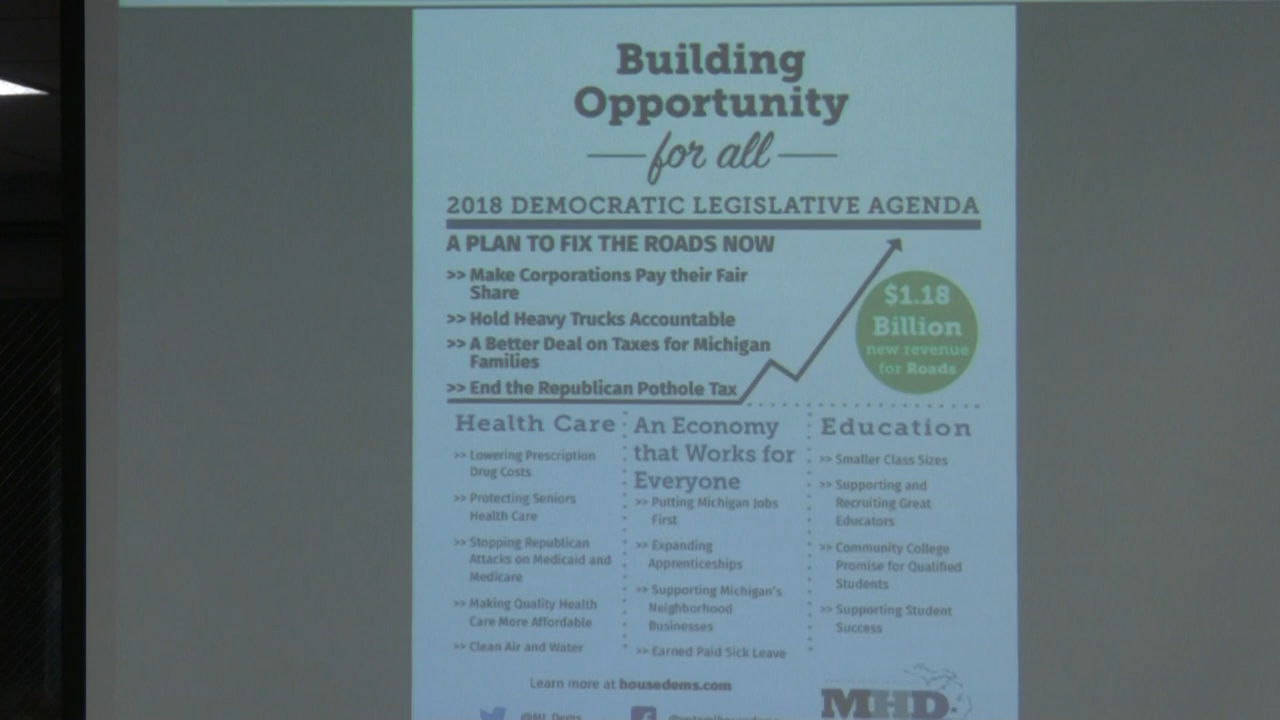 Building
Opportunity
for all
2018 DEMOCRATIC LEGISLATIVE AGENDA
A PLAN TO FIX THE ROADS NOW
>> Make Corporations Pay their Fair
Share
>> Hold Heavy Trucks Accountable
>> A Better Deal on Taxes for Michigan
Families
>> End the Republican Pothole Tax
$1.18
Billion
new revenue
for Roads
Health Care
>> Lowering Prescription
Drug Costs
>> Protecting Seniors
Health Care
>> Stopping Republican
Attacks on Medicaid and
Medicare
>> Making Quality Health
Care More Affordable
>> Clean Air and Water
An Economy
that Works for
Everyone
>> Putting Michigan Jobs
First
>> Expanding
Apprenticeships
>> Supporting Michigan's
Neighborhood
Businesses
>> Earned Paid Sick Leave
Education
>> Smaller Class Sizes
>> Supporting and
Recruiting Great
Educators
>> Community College
Promise for Qualified
Students
>> Supporting Student
Success
Learn more at housedems.com
MHD